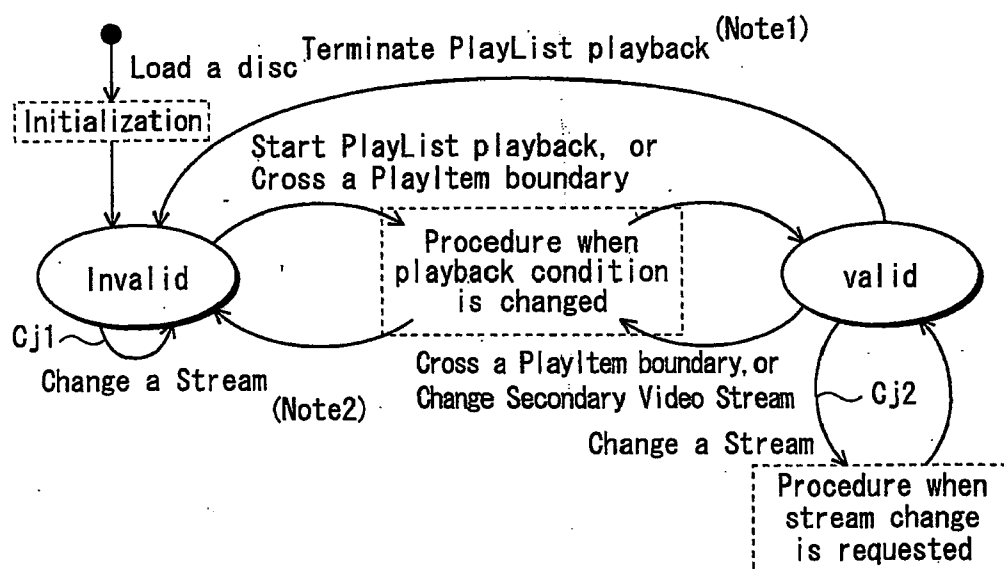 (Note1)
Terminate PlayList playback
Load a disc
Initialization
Start PlayList playback, or
Cross a PlayItem boundary
Procedure when
playback condition
is changed
Invalid
valid
Cj1
Change a Stream
(Note2)
Cross a PlayItem boundary, or
Change Secondary Video Stream
Cj2
Change a Stream
Procedure when
stream change
is requested